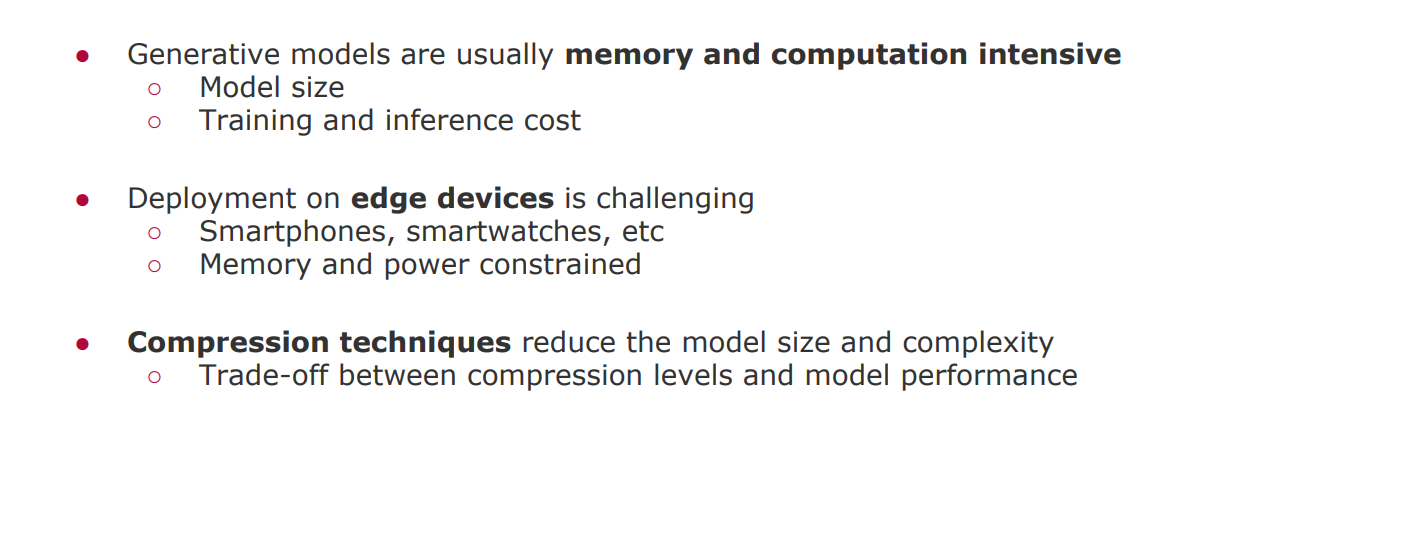 ● Generative models are usually memory and computation intensive
○ Model size
○ Training and inference cost
● Deployment on edge devices is challenging
○ Smartphones, smartwatches, etc
○ Memory and power constrained
● Compression techniques reduce the model size and complexity
○ Trade-off between compression levels and model performance